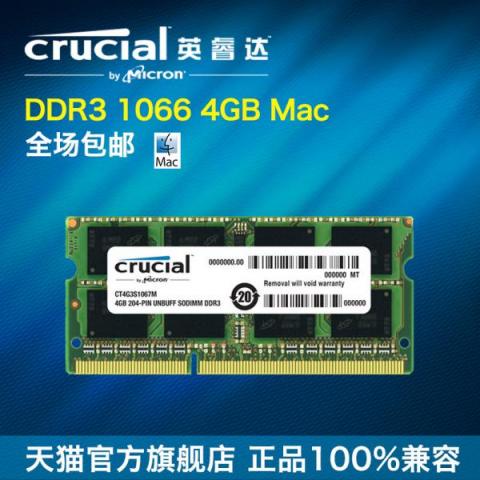 crucial 英睿达
by Micron
DDR3 1066 4GB Mac
全场包邮
Mac
crucial
by Micron
0000000.00
000000 MT
Removal will void warranty
CT4G3S1067M
4GB 204-PIN UNBUFF SODIMM DDR3
20
000000
天猫官方旗舰店 正品100%兼容